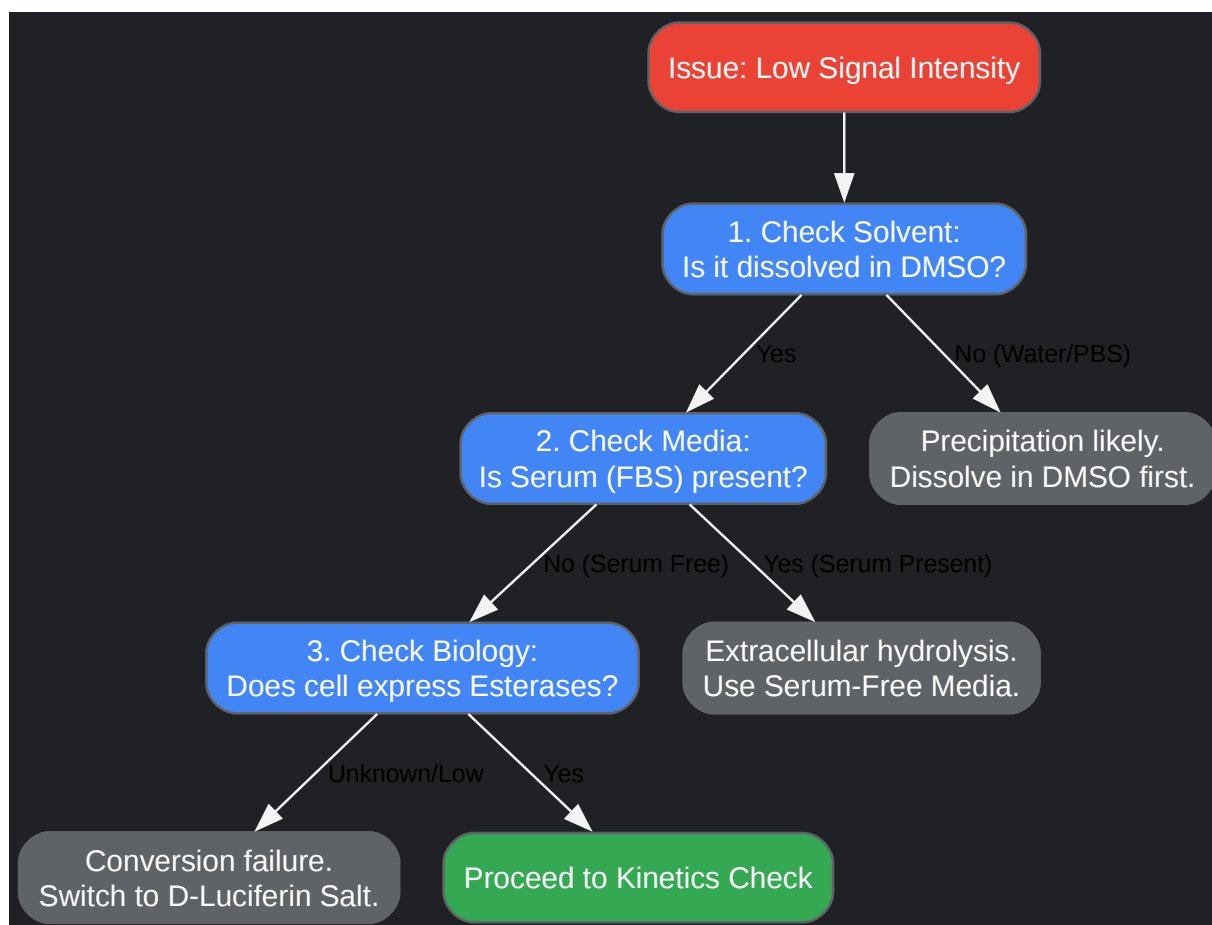 Issue: Low Signal Intensity
1. Check Solvent:
Is it dissolved in DMSO?
Yes
No (Water/PBS)
2. Check Media:
Is Serum (FBS) present?
Precipitation likely.
Dissolve in DMSO first.
No (Serum Free)
Yes (Serum Present)
3. Check Biology:
Does cell express Esterases?
Extracellular hydrolysis.
Use Serum-Free Media.
Unknown/Low
Yes
Conversion failure.
Switch to D-Luciferin Salt.
Proceed to Kinetics Check